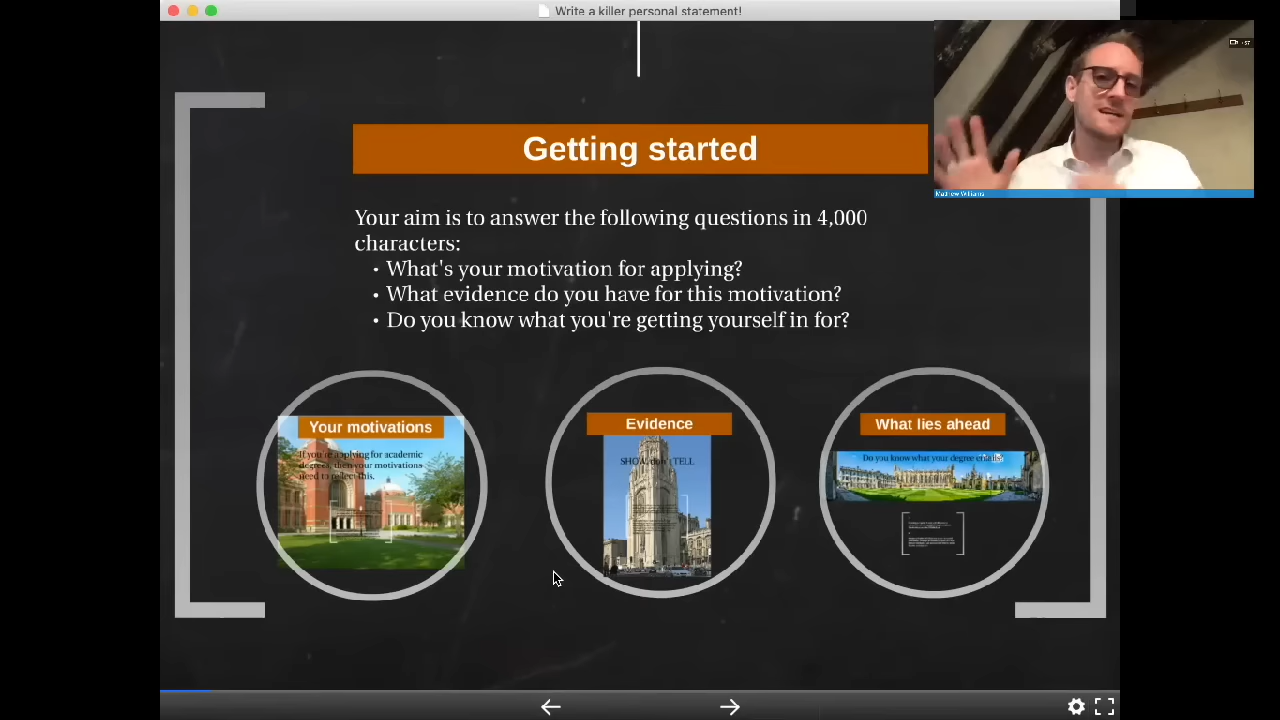 Write a killer personal statement!
Matthew Williams
Getting started
Your aim is to answer the following questions in 4,000
characters:
• What's your motivation for applying?
• What evidence do you have for this motivation?
• Do you know what you're getting yourself in for?
Your motivations
If you're applying for academic
degrees, then your motivations
need to reflect this.
Evidence
SHOW, don't TELL
What lies ahead
Do you know what your degree entails?